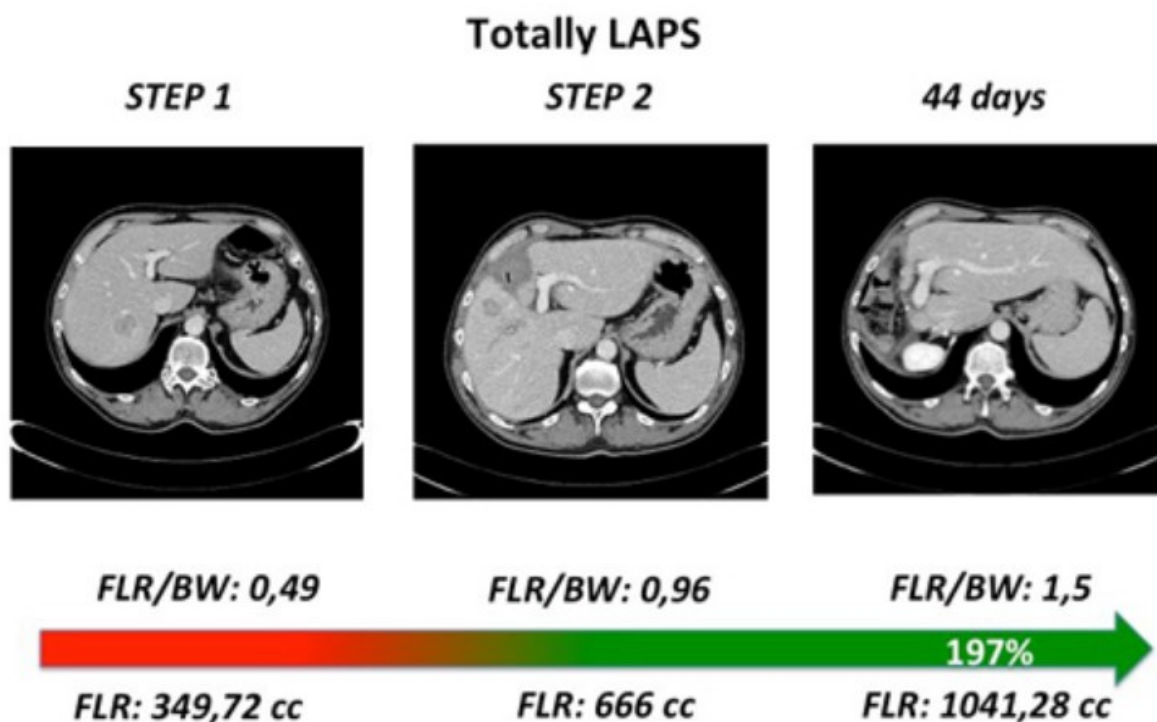 Totally LAPS
STEP 1
STEP 2
44 days
FLR/BW: 0,49
FLR/BW: 0,96
FLR/BW: 1,5
197%
FLR: 349,72 cc
FLR: 666 cc
FLR: 1041,28 cc